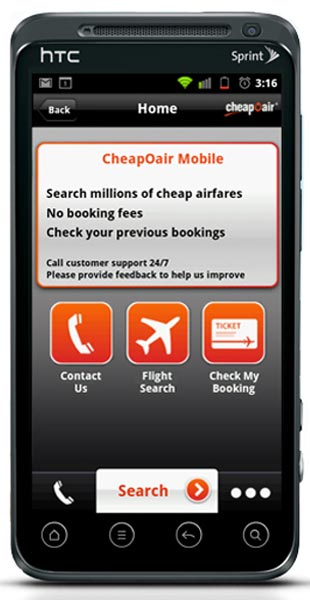 hTC
Sprint
3:16
Back
Home
cheapOair®
CheapOair Mobile
Search millions of cheap airfares
No booking fees
Check your previous bookings
Call customer support 24/7
Please provide feedback to help us improve
TICKET
Contact
Us
Flight
Search
Check My
Booking
Search